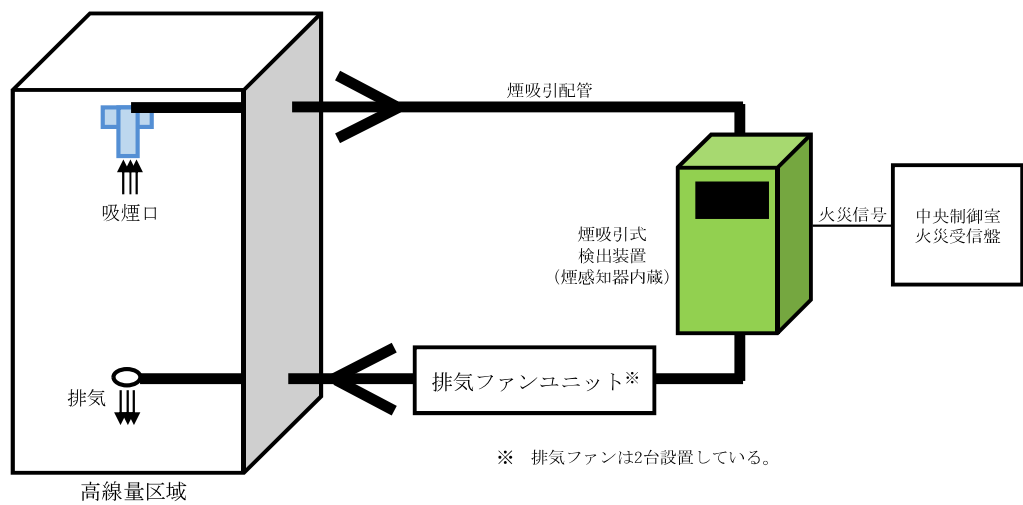 煙吸引配管
吸煙口
火災信号
中央制御室
火災受信盤
煙吸引式
検出装置
(煙感知器内蔵)
排気ファンユニット※
排気
※ 排気ファンは2台設置している。
高線量区域